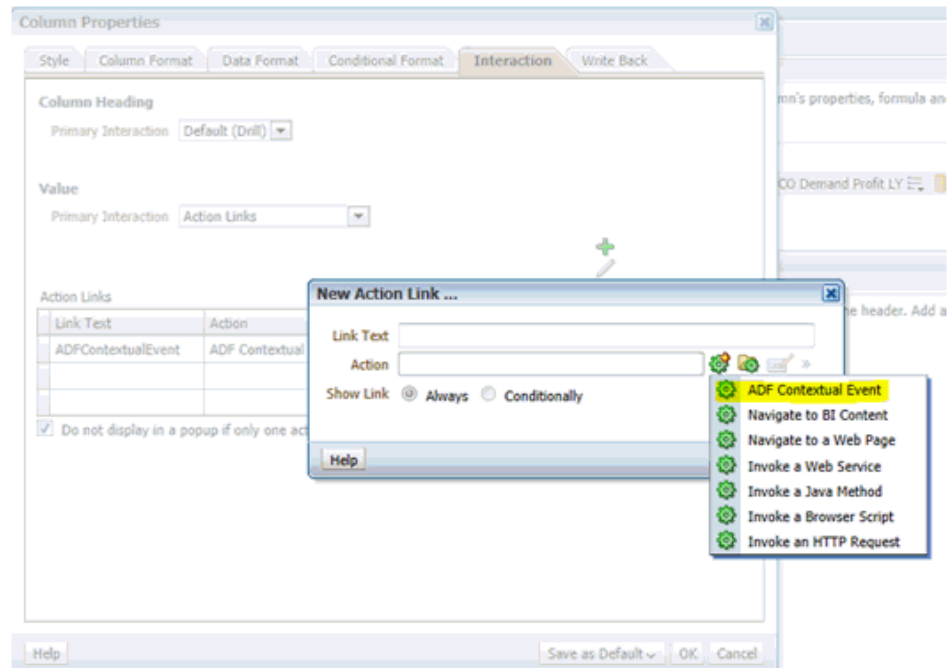 Column Properties
Style Column Format Data Format Conditional Format Interaction Write Back
Column Heading
mn's properties, formula an
Primary Interaction Default (Drill)
Value
CO Demand Profit LY
Primary Interaction Action Links
Action Links
New Action Link ...
e header. Add a
Link Text Action
Link Text
ADFContextualEvent ADF Contextual
Action
ADF Contextual Event
Show Link Always Conditionally
Navigate to BI Content
Do not display in a popup if only one act
Navigate to a Web Page
Help
Invoke a Web Service
Invoke a Java Method
Invoke a Browser Script
Invoke an HTTP Request
Help Save as Default OK Cancel